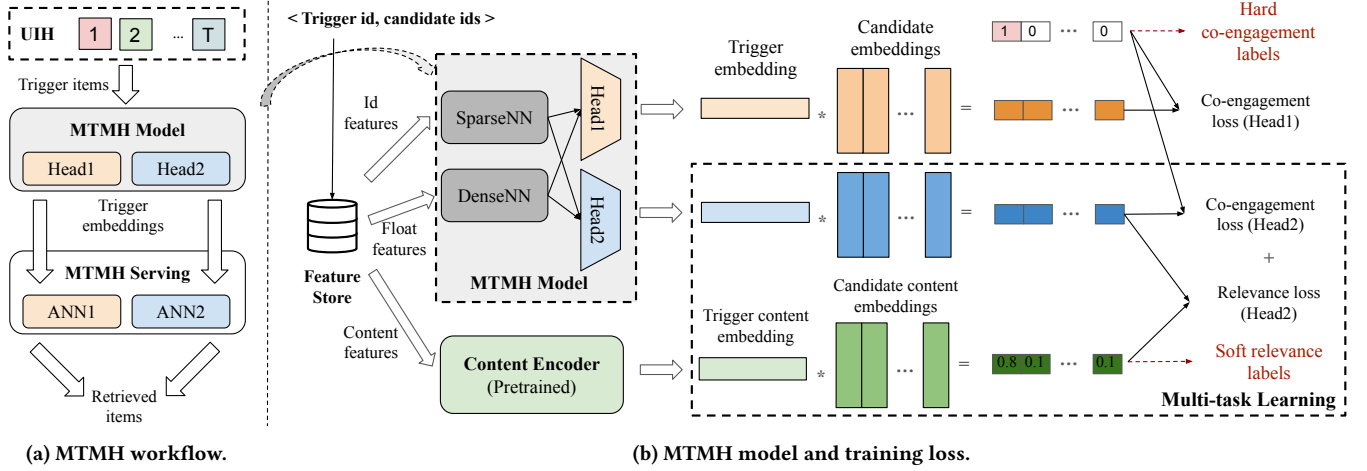 UIH
1
2
...
T
Trigger items
MTMH Model
Head1
Head2
Trigger
embeddings
MTMH Serving
ANN1
ANN2
Retrieved
items
(a) MTMH workflow.
< Trigger id, candidate ids >
Id
features
Float
features
Feature
Store
Content
features
SparseNN
DenseNN
Head1
Head2
MTMH Model
Content Encoder
(Pretrained)
Trigger
embedding
Candidate
embeddings
*
...
=
1
0
...
0
Hard
co-engagement
labels
...
Co-engagement
loss (Head1)
*
...
=
...
Co-engagement
loss (Head2)
+
Relevance loss
(Head2)
Trigger content
embedding
Candidate content
embeddings
*
...
=
0.8
0.1
...
0.1
Soft relevance
labels
Multi-task Learning
(b) MTMH model and training loss.